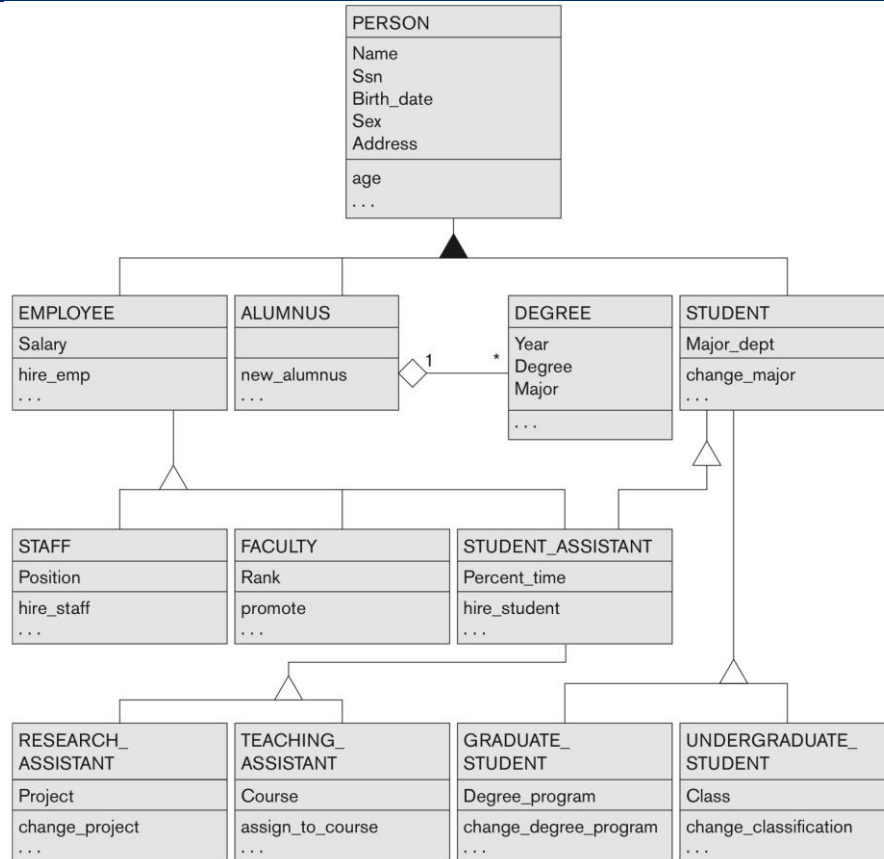 PERSON
Name
Ssn
Birth_date
Sex
Address
age
. . .
EMPLOYEE
Salary
hire_emp
. . .
ALUMNUS
new_alumnus
. . .
1
*
DEGREE
Year
Degree
Major
. . .
STUDENT
Major_dept
change_major
. . .
STAFF
Position
hire_staff
. . .
FACULTY
Rank
promote
. . .
STUDENT_ASSISTANT
Percent_time
hire_student
. . .
RESEARCH_
ASSISTANT
Project
change_project
. . .
TEACHING_
ASSISTANT
Course
assign_to_course
. . .
GRADUATE_
STUDENT
Degree_program
change_degree_program
. . .
UNDERGRADUATE_
STUDENT
Class
change_classification
. . .